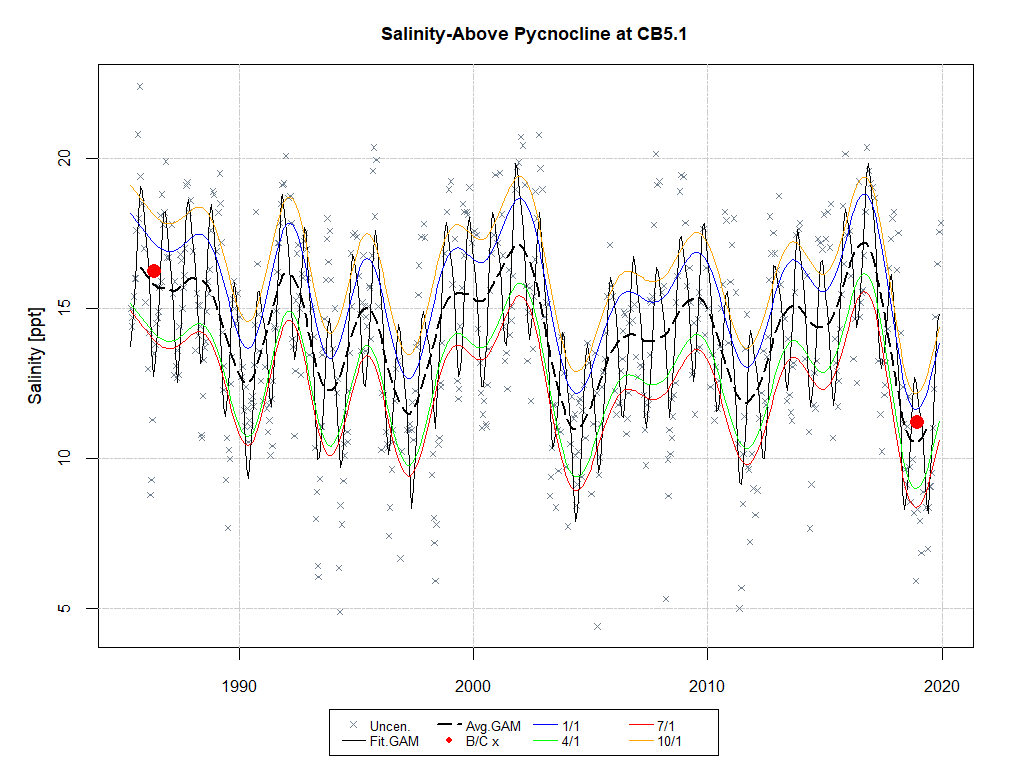 Salinity-Above Pycnocline at CB5.1
Salinity [ppt]
20
15
10
5
1990 2000 2010 2020
Uncen. Avg.GAM 1/1 7/1
Fit.GAM B/C x 4/1 10/1